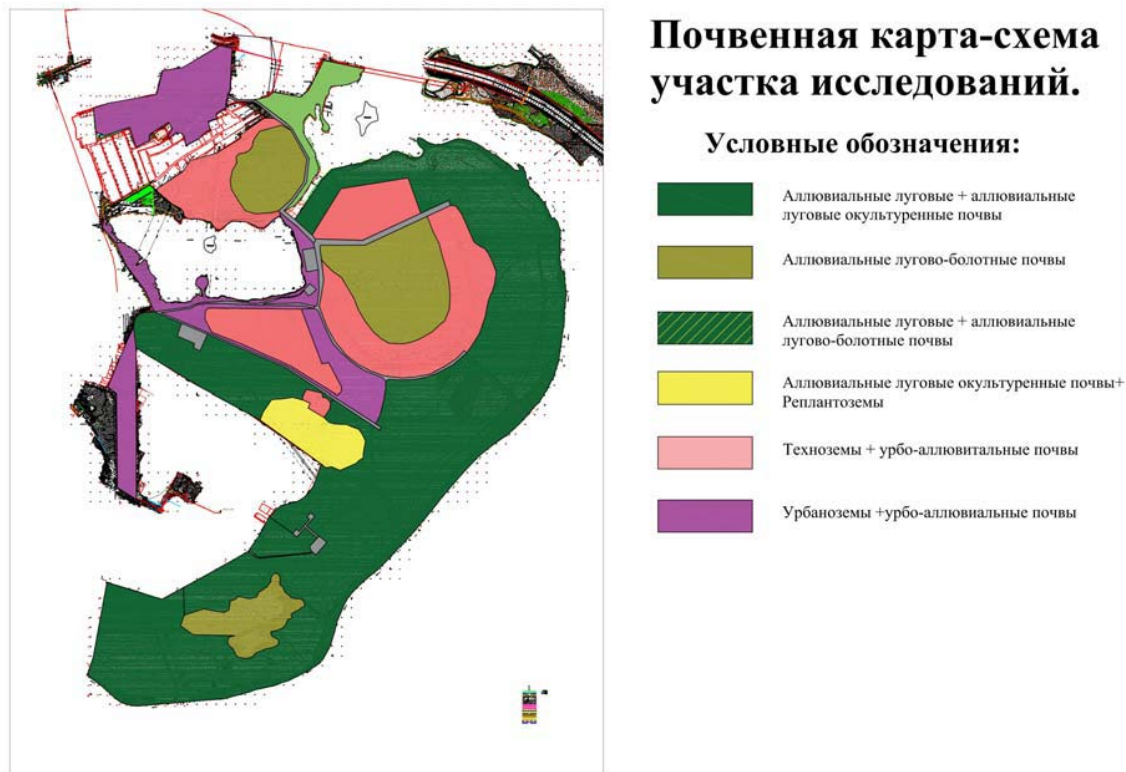 Почвенная карта-схема
участка исследований.
Условные обозначения:
Аллювиальные луговые + аллювиальные
луговые окультуренные почвы
Аллювиальные лугово-болотные почвы
Аллювиальные луговые + аллювиальные
лугово-болотные почвы
Аллювиальные луговые окультуренные почвы+
Реплантоземы
Техноземы + урбо-аллювитальные почвы
Урбаноземы +урбо-аллювиальные почвы